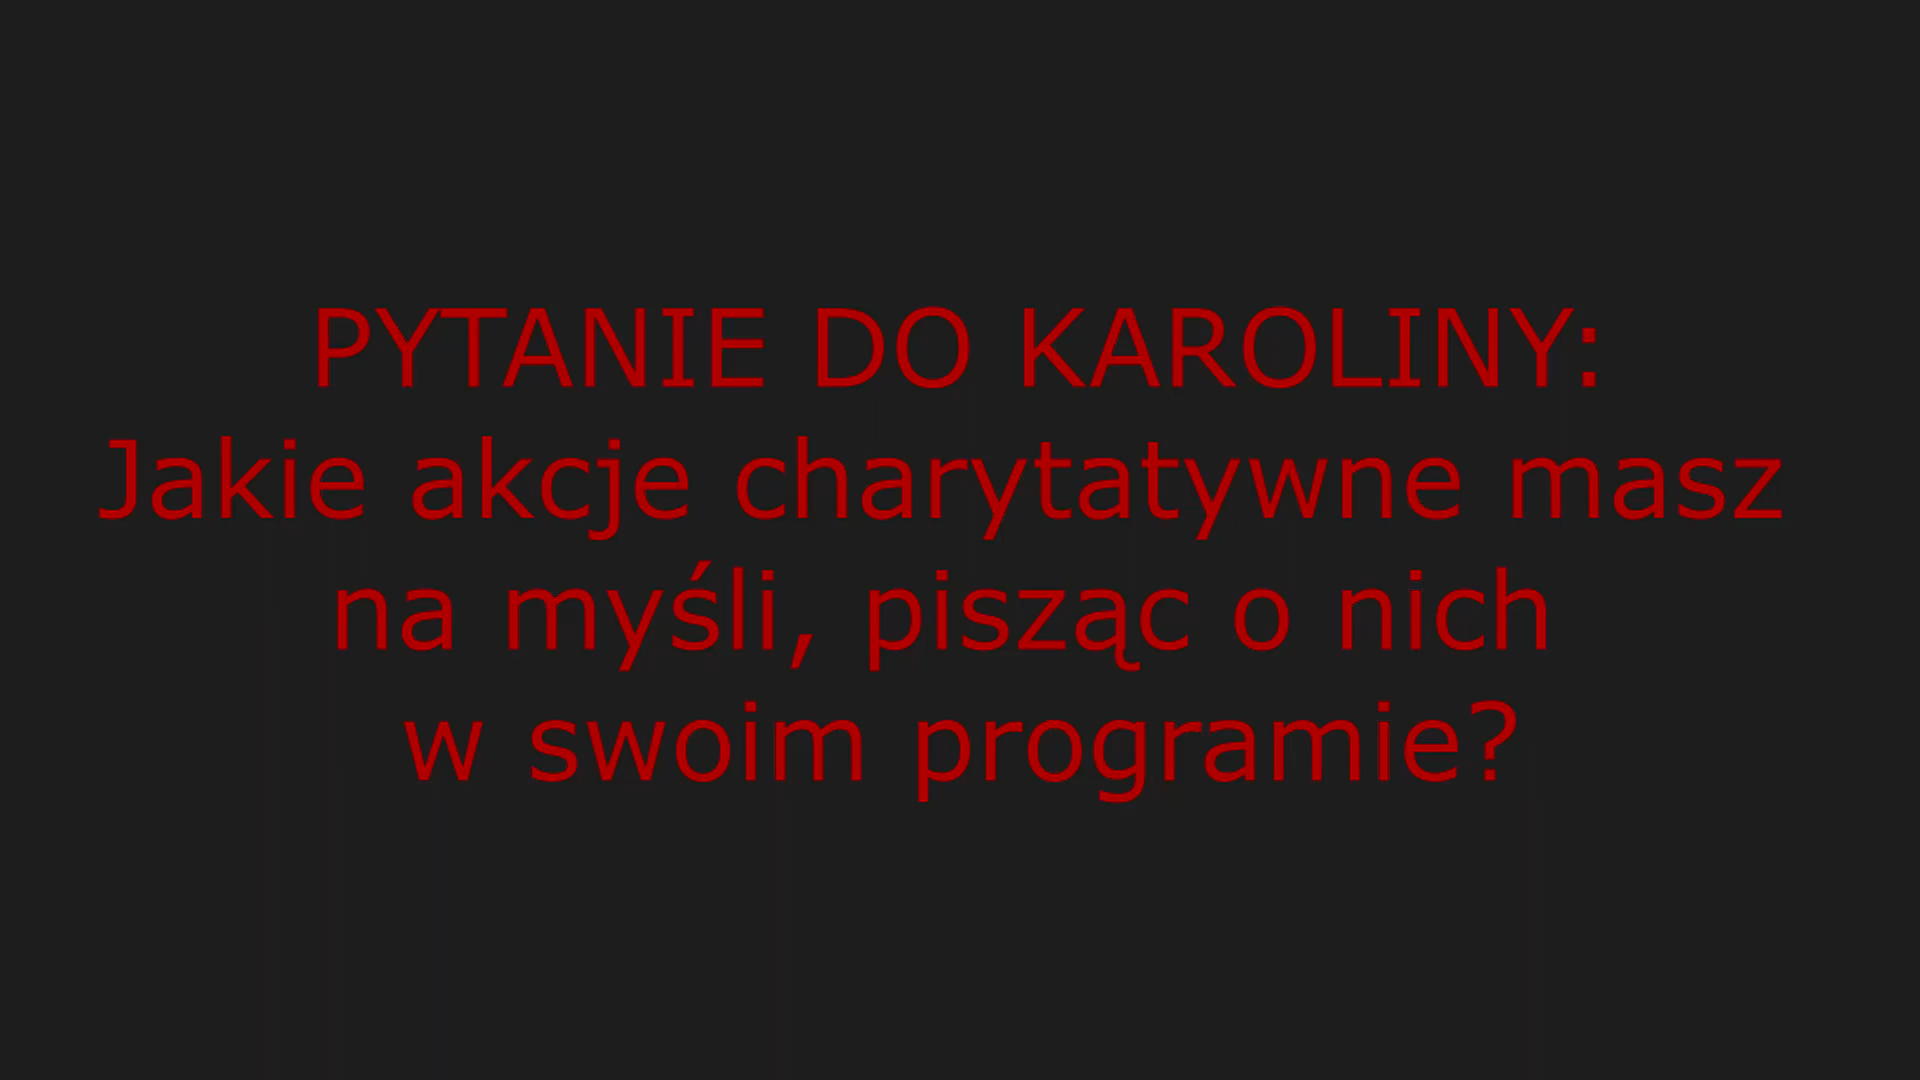 PYTANIE DO KAROLINY:
Jakie akcje charytatywne masz
na myśli, pisząc o nich
w swoim programie?